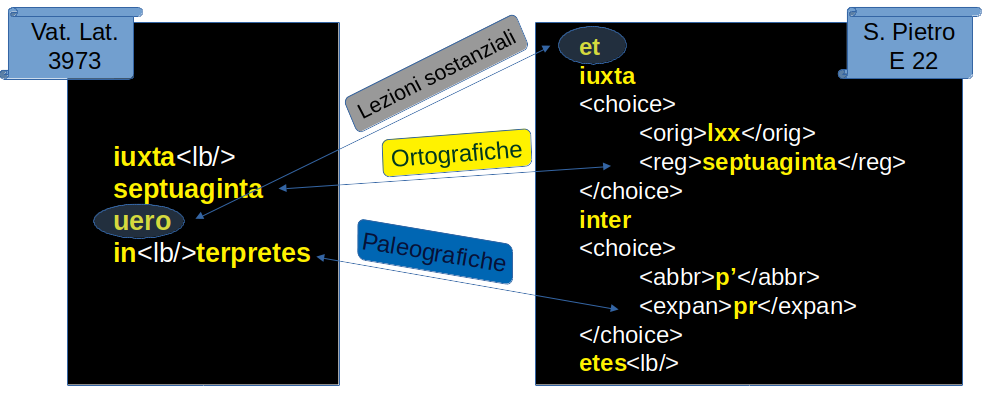 Vat. Lat.
3973
iuxta<lb/>
septuaginta
uero
in<lb/>terpretes
Lezioni sostanziali
Ortografiche
Paleografiche
S. Pietro
E 22
et
iuxta
<choice>
<orig>lxx</orig>
<reg>septuaginta</reg>
</choice>
inter
<choice>
<abbr>p’</abbr>
<expan>pr</expan>
</choice>
etes<lb/>